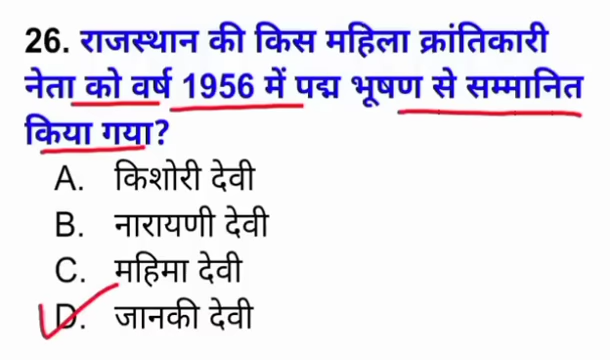 26. राजस्थान की किस महिला क्रांतिकारी
नेता को वर्ष 1956 में पद्म भूषण से सम्मानित
किया गया?
A. किशोरी देवी
B. नारायणी देवी
C. महिमा देवी
D. जानकी देवी